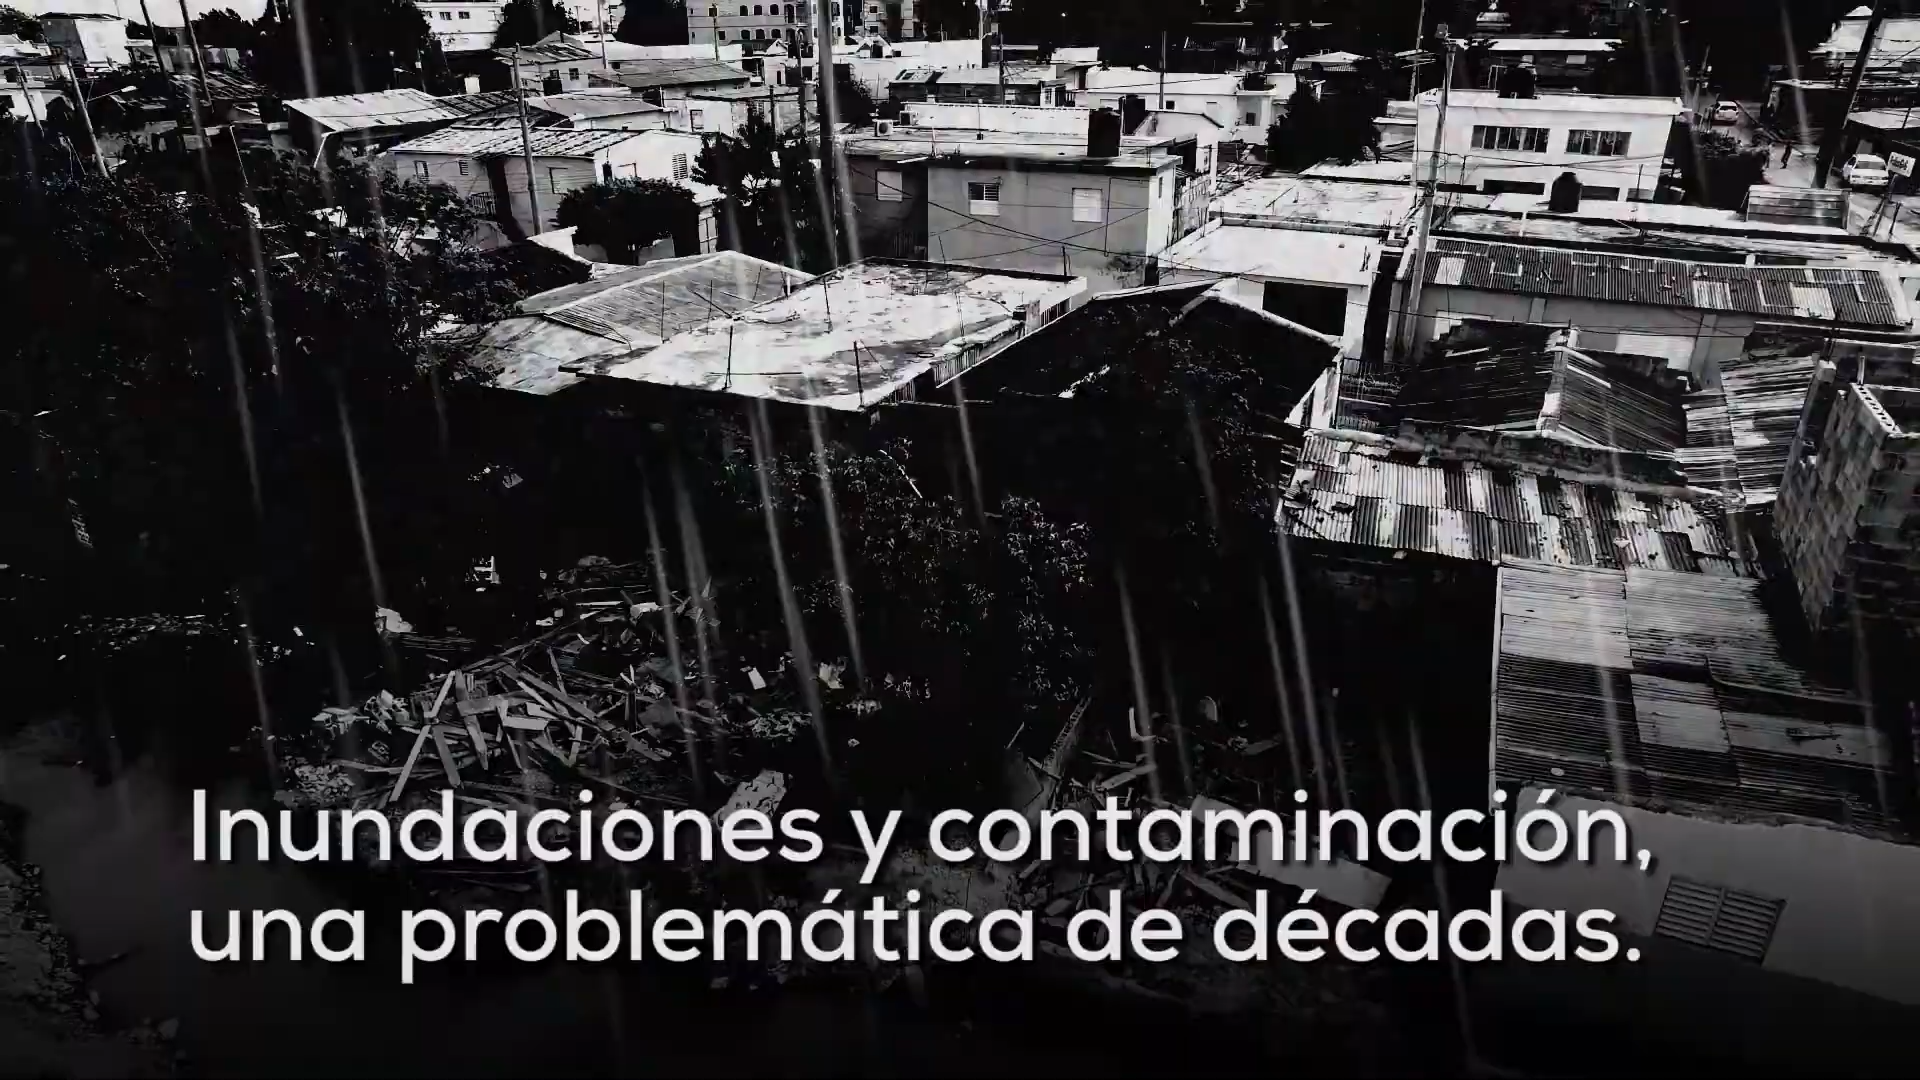 Inundaciones y contaminación,
una problemática de décadas.